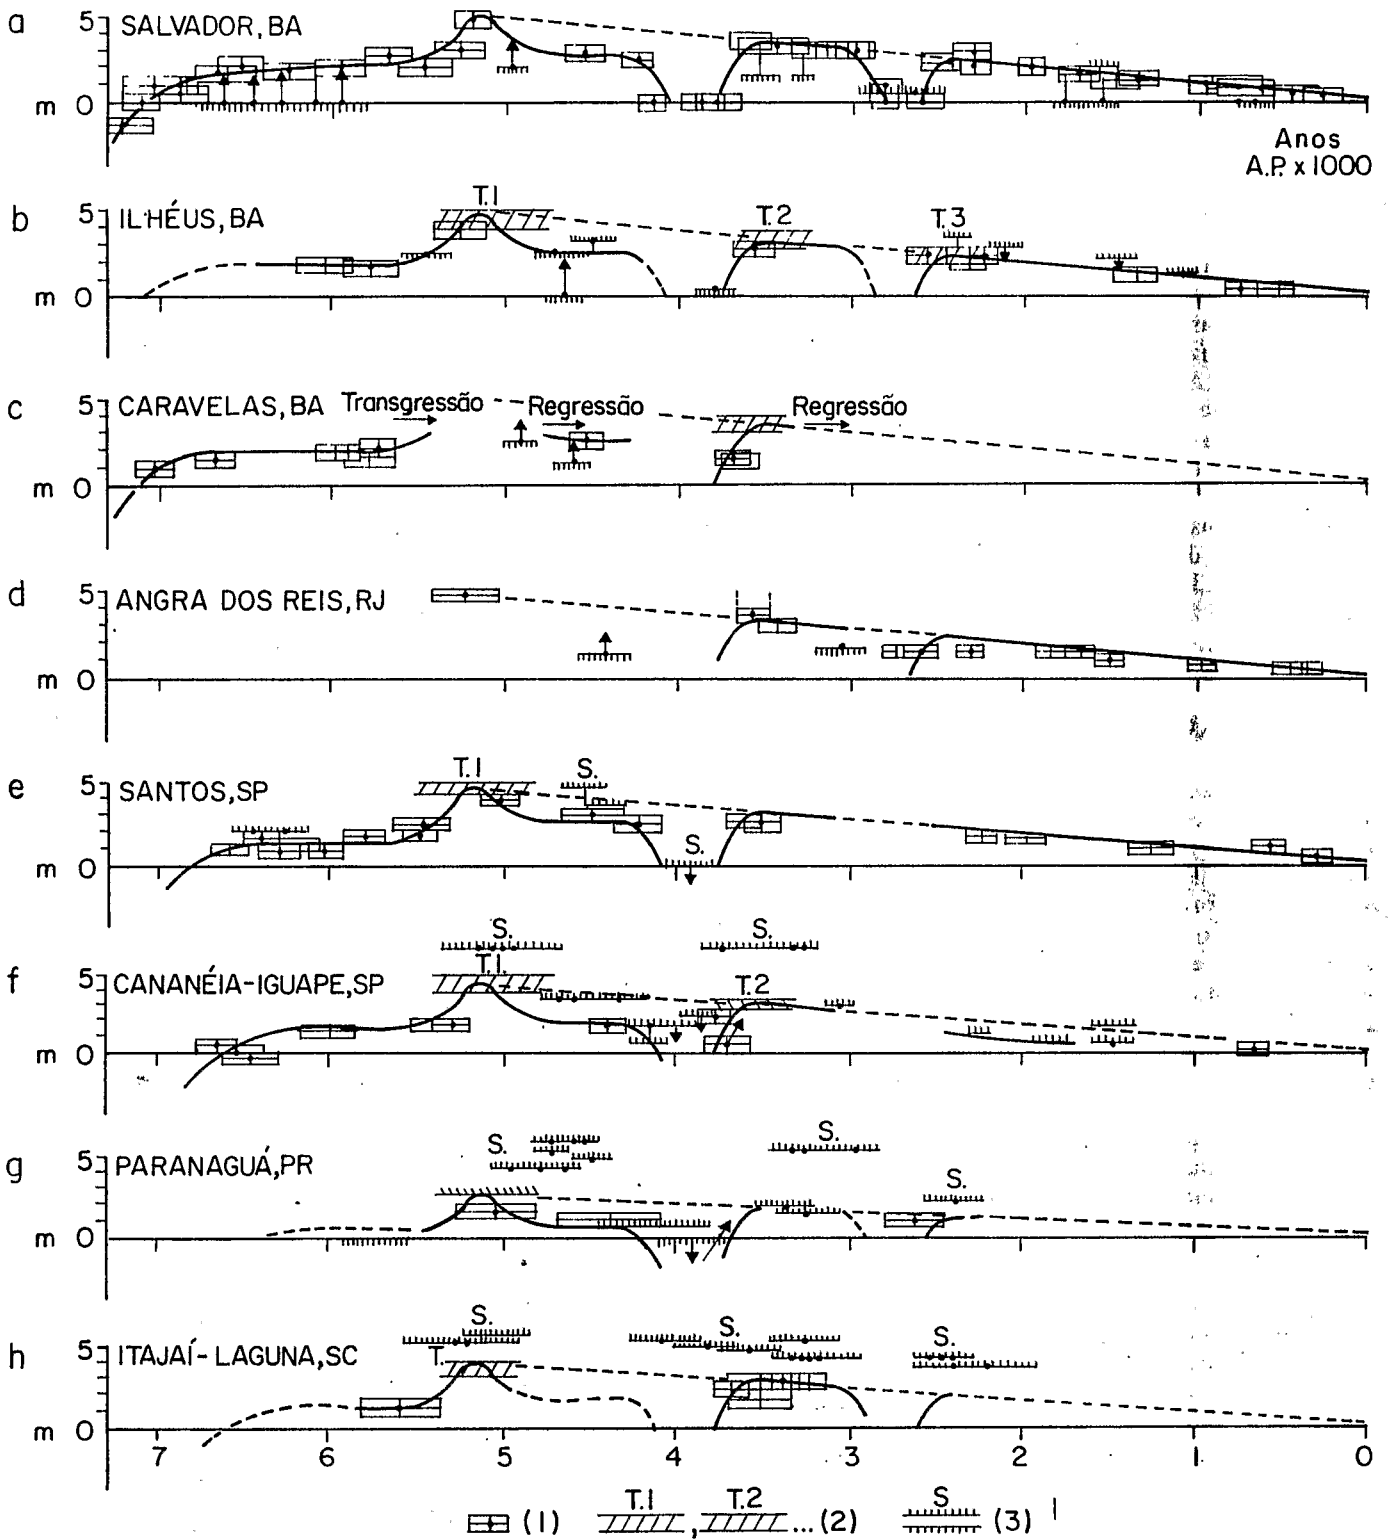 a
5
SALVADOR, BA
m 0
Anos
A.P. x 1000
b
5
ILHÉUS, BA
T.1
T.2
T.3
m 0
c
5
CARAVELAS, BA
Transgressão
Regressão
Regressão
m 0
d
5
ANGRA DOS REIS, RJ
m 0
e
5
SANTOS, SP
T.1
S.
S.
m 0
S.
S.
f
5
CANANÉIA-IGUAPE, SP
T.1.
T.2
m 0
g
5
PARANAGUÁ, PR
S.
S.
S.
m 0
h
5
ITAJAÍ-LAGUNA, SC
T.
S.
S.
S.
m 0
7 6 5 4 3 2 1 0
(1) T.1 , T.2 ...(2) S (3)